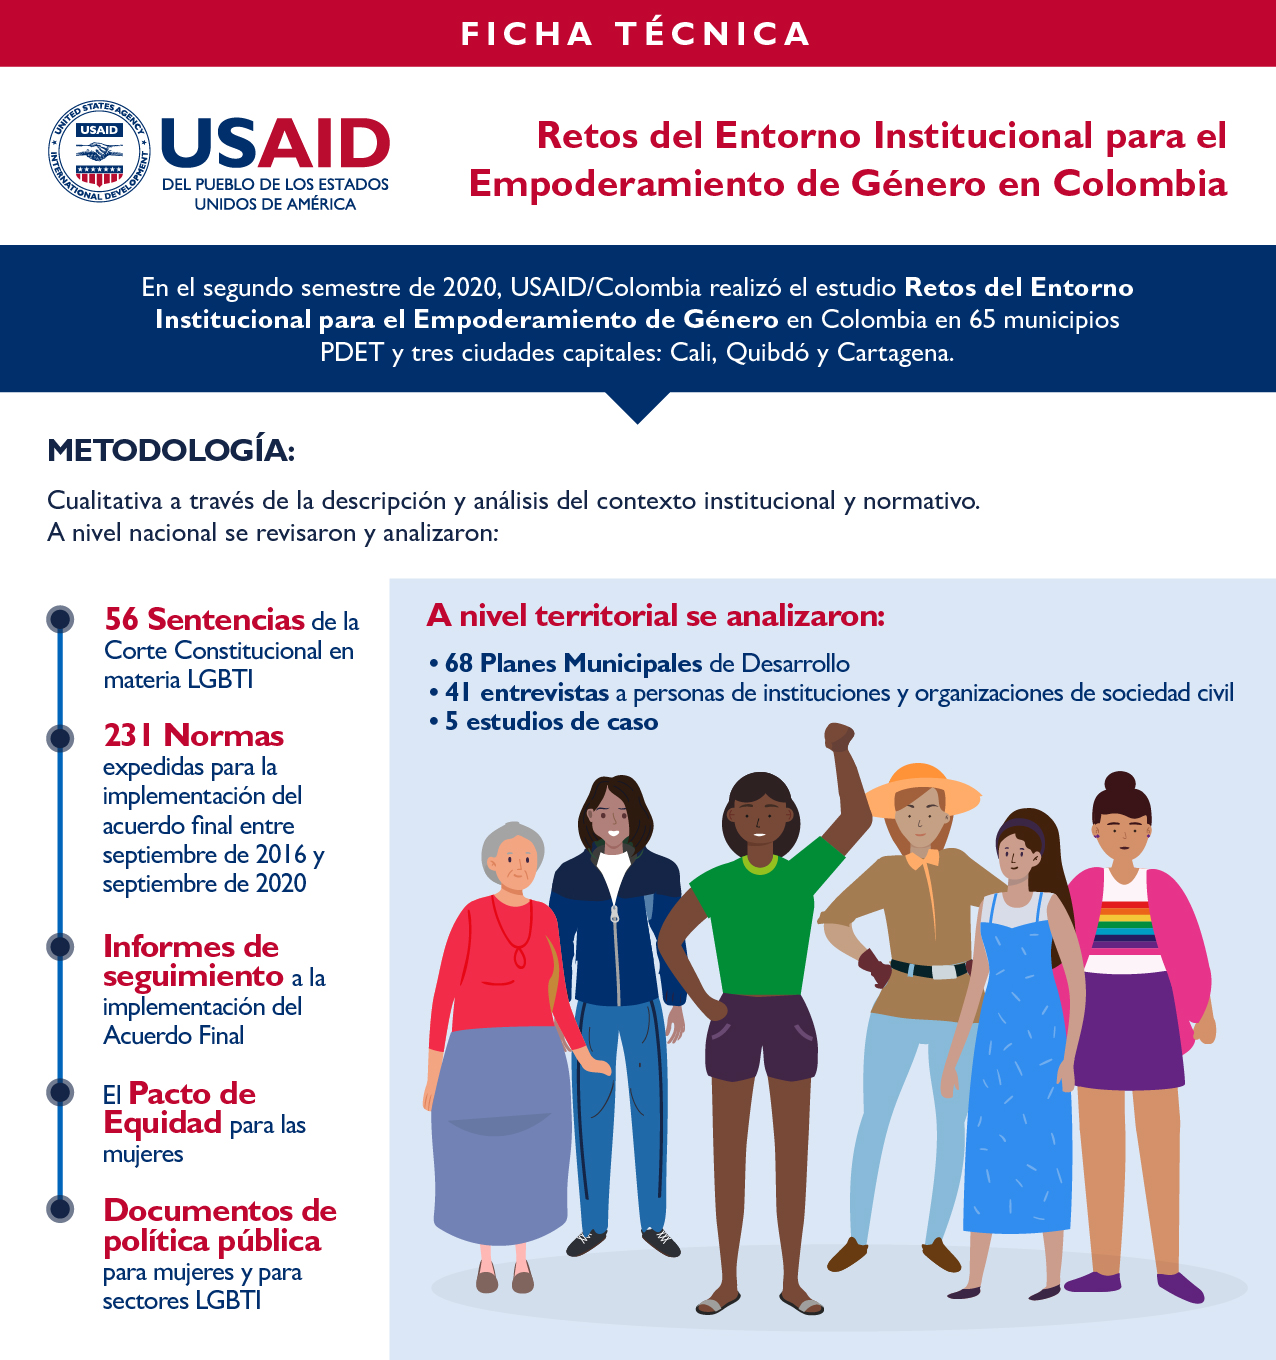 FICHA TÉCNICA
UNITED STATES AGENCY
USAID
INTERNATIONAL DEVELOPMENT
USAID
DEL PUEBLO DE LOS ESTADOS
UNIDOS DE AMÉRICA
Retos del Entorno Institucional para el
Empoderamiento de Género en Colombia
En el segundo semestre de 2020, USAID/Colombia realizó el estudio Retos del Entorno
Institucional para el Empoderamiento de Género en Colombia en 65 municipios
PDET y tres ciudades capitales: Cali, Quibdó y Cartagena.
METODOLOGÍA:
Cualitativa a través de la descripción y análisis del contexto institucional y normativo.
A nivel nacional se revisaron y analizaron:
56 Sentencias de la
Corte Constitucional en
materia LGBTI
231 Normas
expedidas para la
implementación del
acuerdo final entre
septiembre de 2016 y
septiembre de 2020
Informes de
seguimiento a la
implementación del
Acuerdo Final
El Pacto de
Equidad para las
mujeres
Documentos de
política pública
para mujeres y para
sectores LGBTI
A nivel territorial se analizaron:
• 68 Planes Municipales de Desarrollo
• 41 entrevistas a personas de instituciones y organizaciones de sociedad civil
• 5 estudios de caso